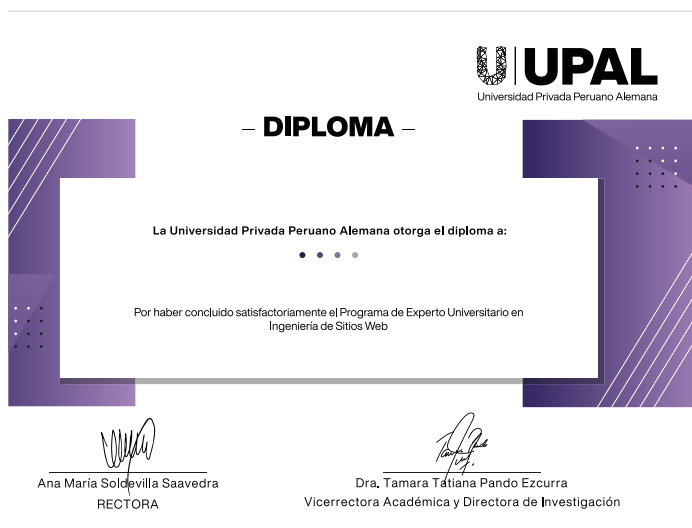 UPAL
Universidad Privada Peruano Alemana
— DIPLOMA —
La Universidad Privada Peruano Alemana otorga el diploma a:
Por haber concluido satisfactoriamente el Programa de Experto Universitario en
Ingeniería de Sitios Web
Ana María Soldevilla Saavedra
RECTORA
Dra. Tamara Tatiana Pando Ezcurra
Vicerrectora Académica y Directora de Investigación